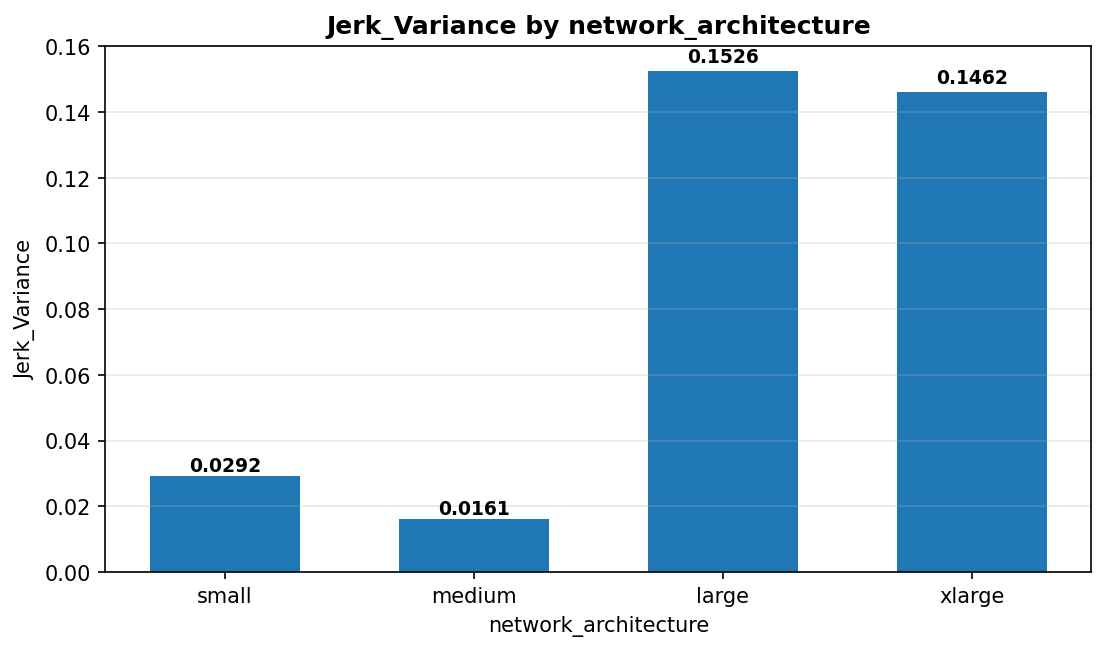 Jerk_Variance by network_architecture
Jerk_Variance
0.16
0.14
0.12
0.10
0.08
0.06
0.04
0.02
0.00
0.0292
0.0161
0.1526
0.1462
small
medium
large
xlarge
network_architecture